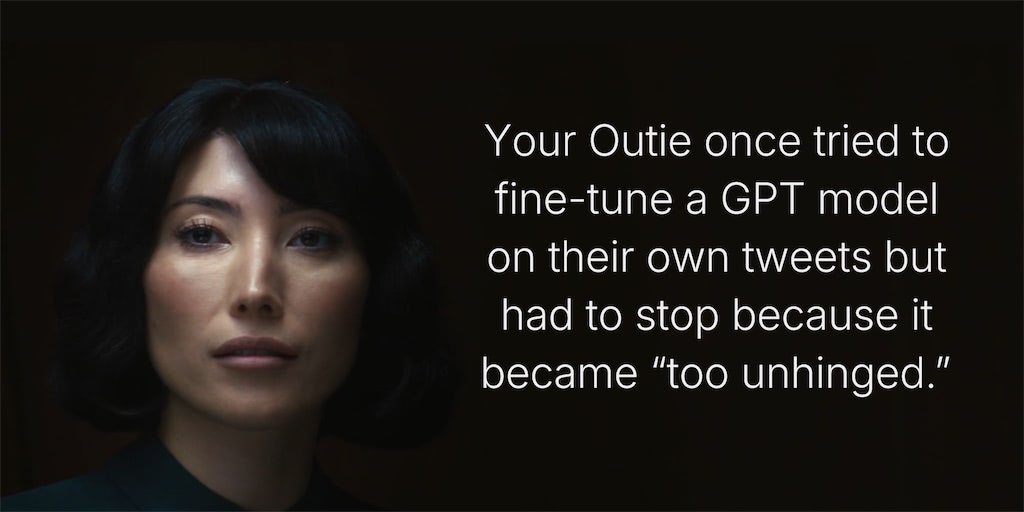 Your Outie once tried to
fine-tune a GPT model
on their own tweets but
had to stop because it
became “too unhinged.”